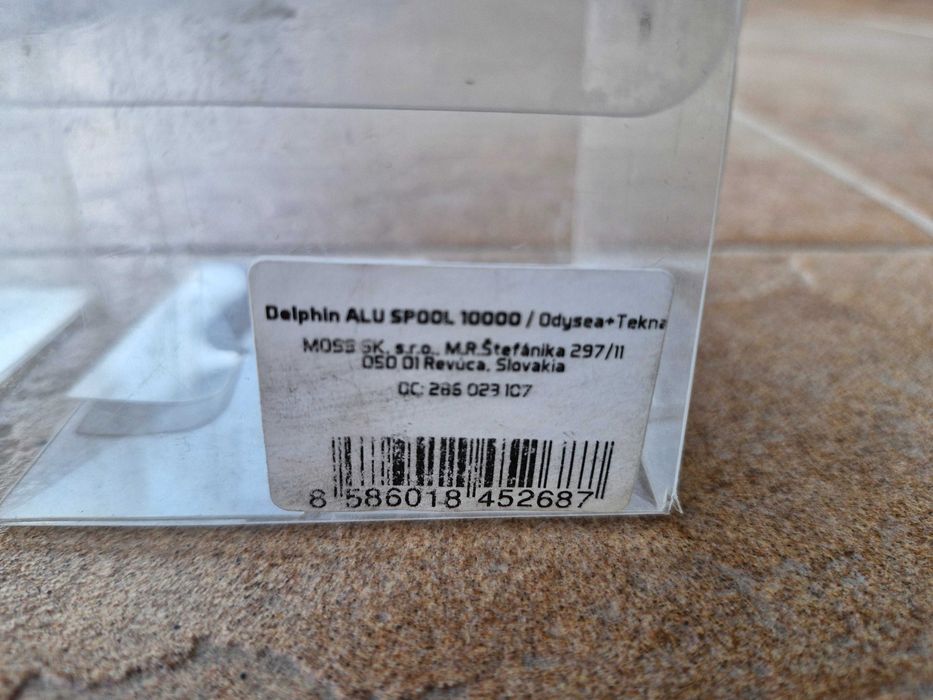 Delphin ALU SPOOL 10000 / Odysea+Tekna
MOSS SK, s.r.o., M.R.Štefánika 297/11
050 01 Revúca, Slovakia
OC: 286 023 107
8 586018 452687